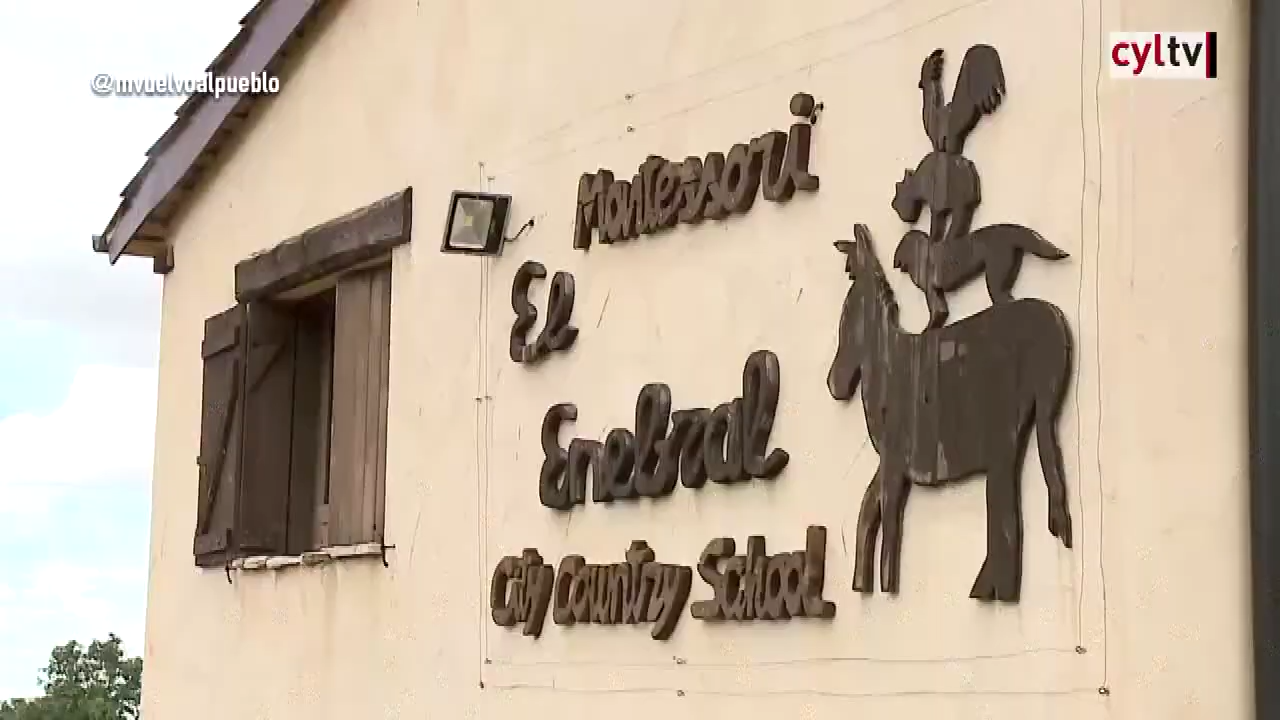 @mvuelvoalpueblo
cyltv
Montessori
El
Enebral
City Country School